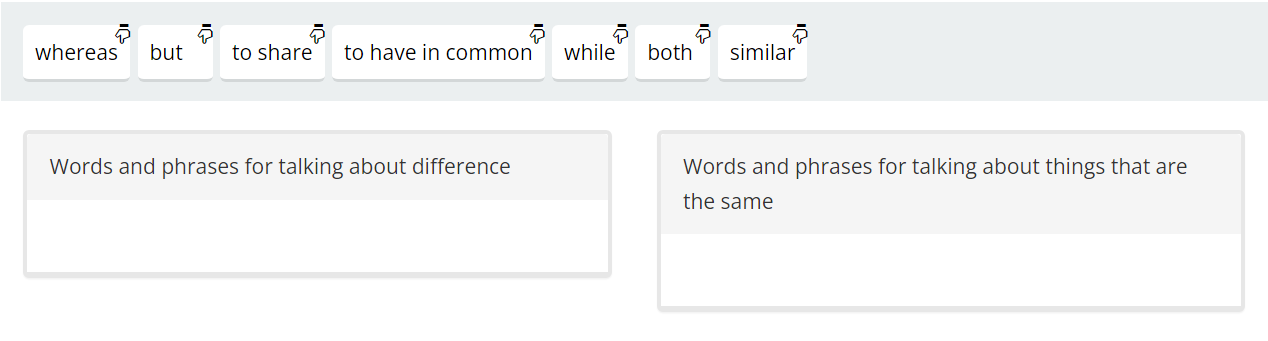 whereas but to share to have in common while both similar
Words and phrases for talking about difference
Words and phrases for talking about things that are
the same